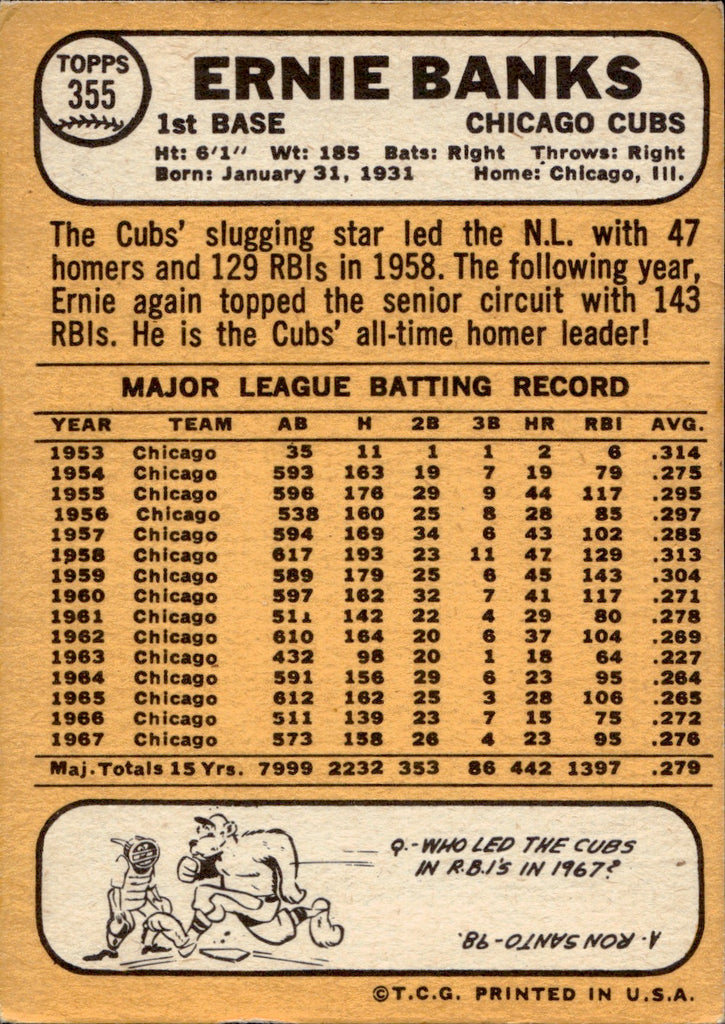 TOPPS
355
ERNIE BANKS
1st BASE CHICAGO CUBS
Ht: 6'1" Wt: 185 Bats: Right Throws: Right
Born: January 31, 1931 Home: Chicago, Ill.
The Cubs' slugging star led the N.L. with 47
homers and 129 RBIs in 1958. The following year,
Ernie again topped the senior circuit with 143
RBIs. He is the Cubs' all-time homer leader!
MAJOR LEAGUE BATTING RECORD
YEAR TEAM AB H 2B 3B HR RBI AVG.
1953 Chicago 35 11 1 1 2 6 .314
1954 Chicago 593 163 19 7 19 79 .275
1955 Chicago 596 176 29 9 44 117 .295
1956 Chicago 538 160 25 8 28 85 .297
1957 Chicago 594 169 34 6 43 102 .285
1958 Chicago 617 193 23 11 47 129 .313
1959 Chicago 589 179 25 6 45 143 .304
1960 Chicago 597 162 32 7 41 117 .271
1961 Chicago 511 142 22 4 29 80 .278
1962 Chicago 610 164 20 6 37 104 .269
1963 Chicago 432 98 20 1 18 64 .227
1964 Chicago 591 156 29 6 23 95 .264
1965 Chicago 612 162 25 3 28 106 .265
1966 Chicago 511 139 23 7 15 75 .272
1967 Chicago 573 158 26 4 23 95 .276
Maj. Totals 15 Yrs. 7999 2232 353 86 442 1397 .279
Q.-WHO LED THE CUBS
IN R.B.I'S IN 1967?
A- RON SANTO-98.
©T.C.G. PRINTED IN U.S.A.